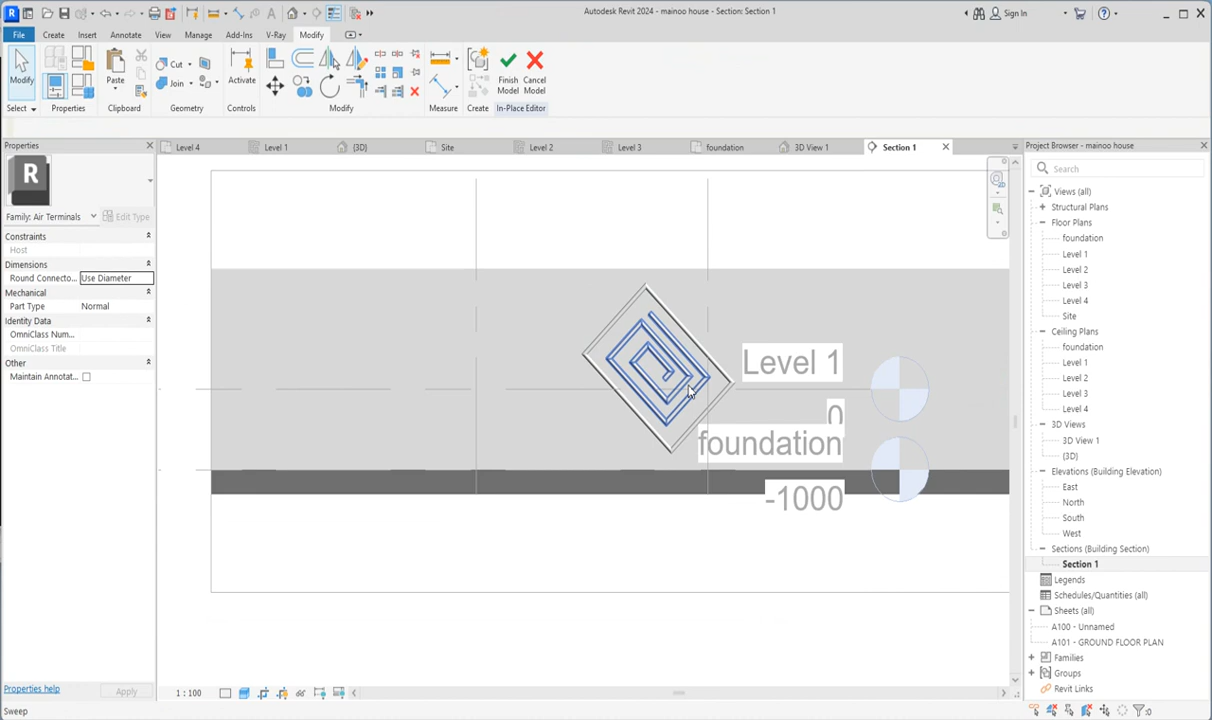 Autodesk Revit 2024 - mainoo house - Section: Section 1
Sign In
File
Create
Insert
Annotate
View
Manage
Add-Ins
V-Ray
Modify
Modify
Paste
Cut
Join
Activate
Finish
Model
Cancel
Model
Select
Properties
Clipboard
Geometry
Controls
Modify
Measure
Create
In-Place Editor
Properties
Level 4
Level 1
{3D}
Site
Level 2
Level 3
foundation
3D View 1
Section 1
Project Browser - mainoo house
R
Family: Air Terminals
Edit Type
Constraints
Host
Dimensions
Round Connecto...
Use Diameter
Mechanical
Part Type
Normal
Identity Data
OmniClass Num...
OmniClass Title
Other
Maintain Annotat...
Level 1
0
foundation
-1000
Search
Views (all)
Structural Plans
Floor Plans
foundation
Level 1
Level 2
Level 3
Level 4
Site
Ceiling Plans
foundation
Level 1
Level 2
Level 3
Level 4
3D Views
3D View 1
{3D}
Elevations (Building Elevation)
East
North
South
West
Sections (Building Section)
Section 1
Legends
Schedules/Quantities (all)
Sheets (all)
A100 - Unnamed
A101 - GROUND FLOOR PLAN
Families
Groups
Revit Links
Properties help
Apply
1 : 100
Sweep
:0